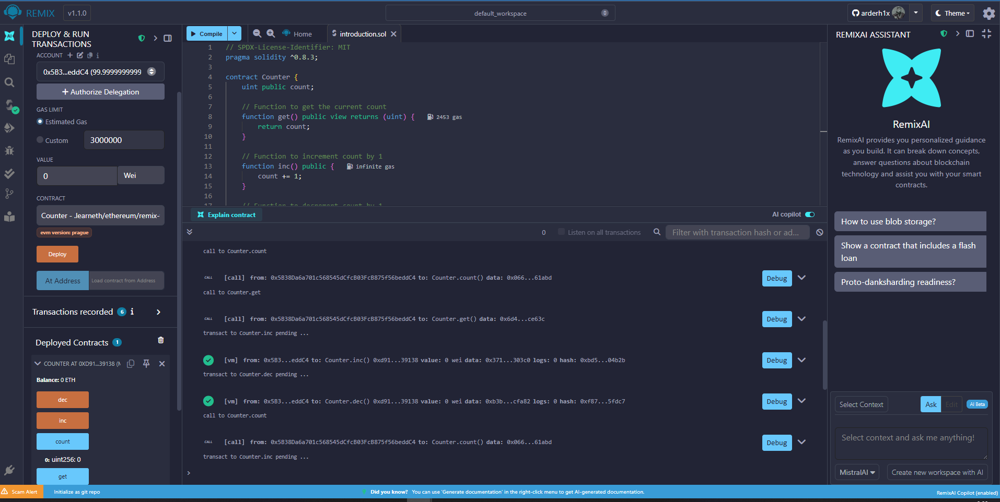 REMIX
v1.1.0
default_workspace
arderh1x
Theme
AI
DEPLOY & RUN
TRANSACTIONS
ACCOUNT
0x5B3...eddC4 (99.9999999999
Authorize Delegation
GAS LIMIT
Estimated Gas
Custom
3000000
VALUE
0
Wei
CONTRACT
Counter - .learneth/ethereum/remix-
evm version: prague
Deploy
At Address
Load contract from Address
Transactions recorded 6 i
Deployed Contracts 1
COUNTER AT 0XD91...39138
Balance: 0 ETH
dec
inc
count
0: uint256: 0
get
Compile
Home
introduction.sol
1 // SPDX-License-Identifier: MIT
2 pragma solidity ^0.8.3;
3
4 contract Counter {
5 uint public count;
6
7 // Function to get the current count
8 function get() public view returns (uint) { 2453 gas
9 return count;
10 }
11
12 // Function to increment count by 1
13 function inc() public { infinite gas
14 count += 1;
15 }
16
17 // Function to decrement count by 1
Explain contract
AI copilot
0
Listen on all transactions
Filter with transaction hash or ad...
call to Counter.count
CALL [call] from: 0x5B38Da6a701c568545dCfcB03FcB875f56beddC4 to: Counter.count() data: 0x066...61abd
Debug
call to Counter.get
CALL [call] from: 0x5B38Da6a701c568545dCfcB03FcB875f56beddC4 to: Counter.get() data: 0x6d4...ce63c
Debug
transact to Counter.inc pending ...
[vm] from: 0x5B3...eddC4 to: Counter.inc() 0xd91...39138 value: 0 wei data: 0x371...303c0 logs: 0 hash: 0xbd5...04b2b
Debug
transact to Counter.dec pending ...
[vm] from: 0x5B3...eddC4 to: Counter.dec() 0xd91...39138 value: 0 wei data: 0xb3b...cfa82 logs: 0 hash: 0xf87...5fdc7
Debug
call to Counter.count
CALL [call] from: 0x5B38Da6a701c568545dCfcB03FcB875f56beddC4 to: Counter.count() data: 0x066...61abd
Debug
transact to Counter.inc pending ...
>
REMIXAI ASSISTANT
RemixAI
RemixAI provides you personalized guidance
as you build. It can break down concepts,
answer questions about blockchain
technology and assist you with your smart
contracts.
How to use blob storage?
Show a contract that includes a flash
loan
Proto-danksharding readiness?
Select Context
Ask
Edit
AI Beta
Select context and ask me anything!
MistralAI
Create new workspace with AI
Scam Alert
Initialize as git repo
Did you know? You can use 'Generate documentation' in the right-click menu to get AI-generated documentation.
RemixAI Copilot (enabled)